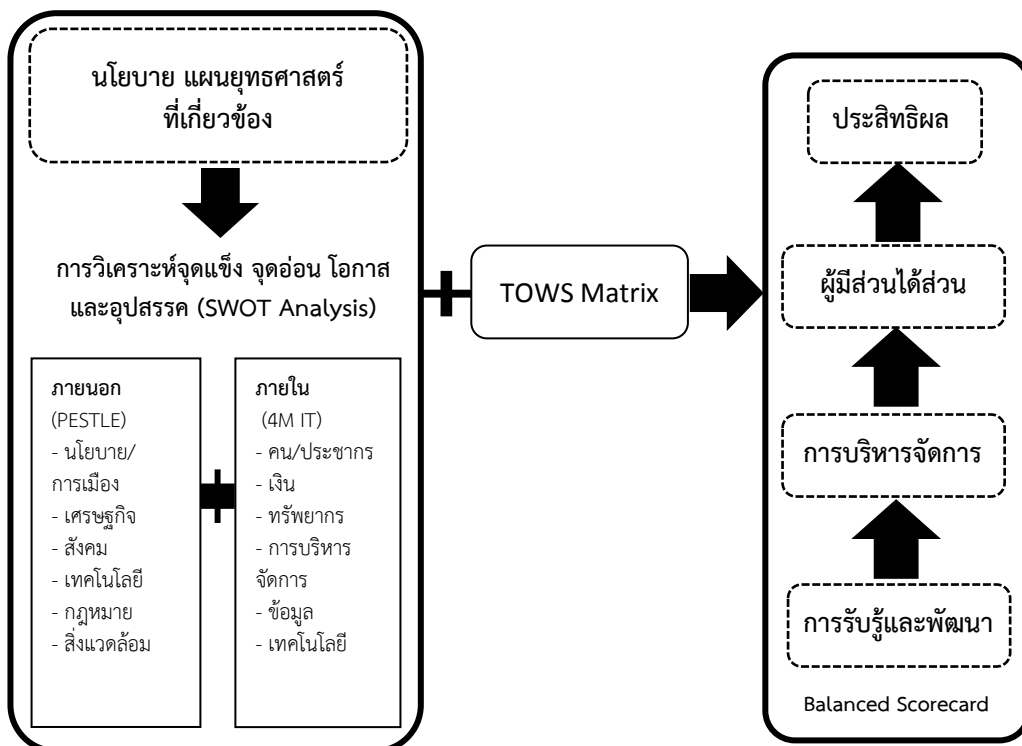 นโยบาย แผนยุทธศาสตร์
ที่เกี่ยวข้อง
การวิเคราะห์จุดแข็ง จุดอ่อน โอกาส
และอุปสรรค (SWOT Analysis)
ภายนอก
(PESTLE)
- นโยบาย/
การเมือง
- เศรษฐกิจ
- สังคม
- เทคโนโลยี
- กฎหมาย
- สิ่งแวดล้อม
ภายใน
(4M IT)
- คน/ประชากร
- เงิน
- ทรัพยากร
- การบริหาร
จัดการ
- ข้อมูล
- เทคโนโลยี
TOWS Matrix
ประสิทธิผล
ผู้มีส่วนได้ส่วน
การบริหารจัดการ
การรับรู้และพัฒนา
Balanced Scorecard